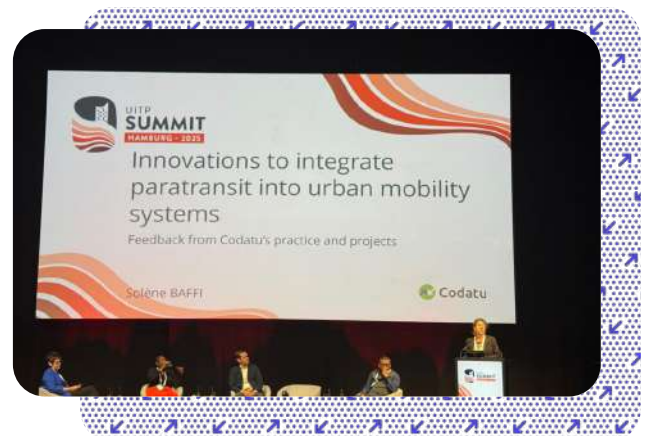 UITP
SUMMIT
HAMBURG - 2025
Innovations to integrate
paratransit into urban mobility
systems
Feedback from Codatu's practice and projects
Solène BAFFI
Codatu
SUMMIT